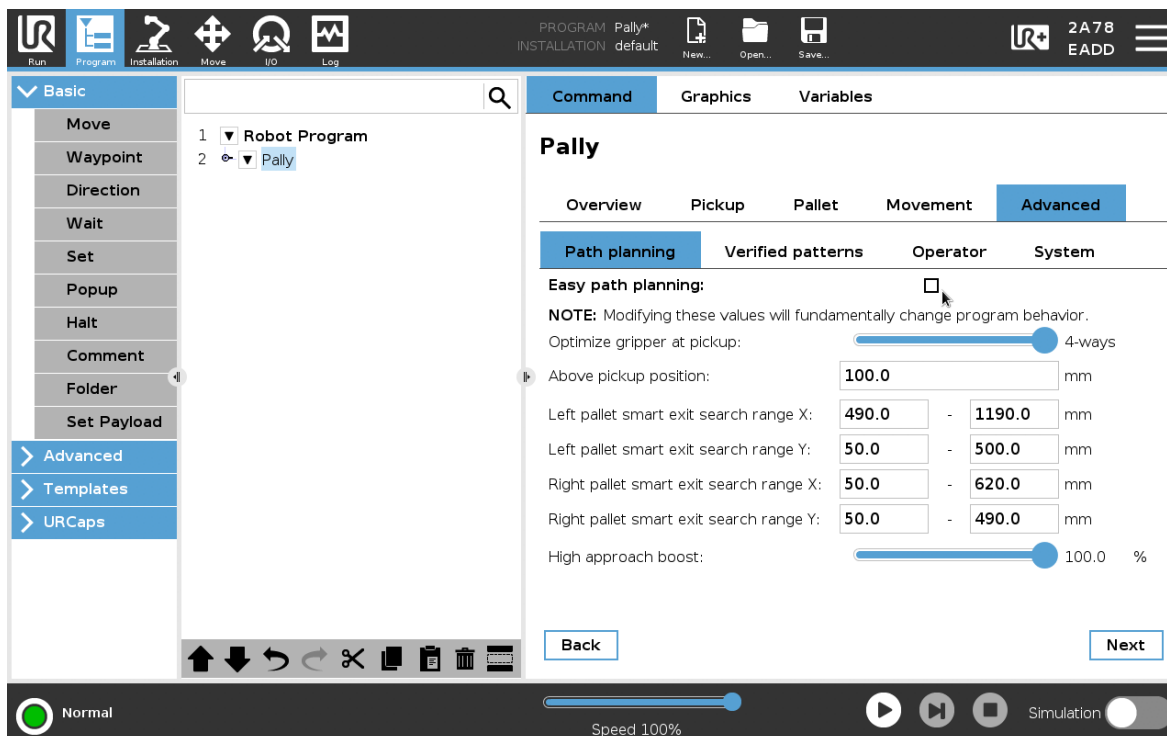 UR
Run
Program
Installation
Move
I/O
Log
PROGRAM Pally*
INSTALLATION default
New...
Open...
Save...
UR+
2A78
EADD
Basic
Move
Waypoint
Direction
Wait
Set
Popup
Halt
Comment
Folder
Set Payload
Advanced
Templates
URCaps
1 Robot Program
2 Pally
Command Graphics Variables
Pally
Overview Pickup Pallet Movement Advanced
Path planning Verified patterns Operator System
Easy path planning:
NOTE: Modifying these values will fundamentally change program behavior.
Optimize gripper at pickup: 4-ways
Above pickup position: 100.0 mm
Left pallet smart exit search range X: 490.0 - 1190.0 mm
Left pallet smart exit search range Y: 50.0 - 500.0 mm
Right pallet smart exit search range X: 50.0 - 620.0 mm
Right pallet smart exit search range Y: 50.0 - 490.0 mm
High approach boost: 100.0 %
Back Next
Normal
Speed 100%
Simulation